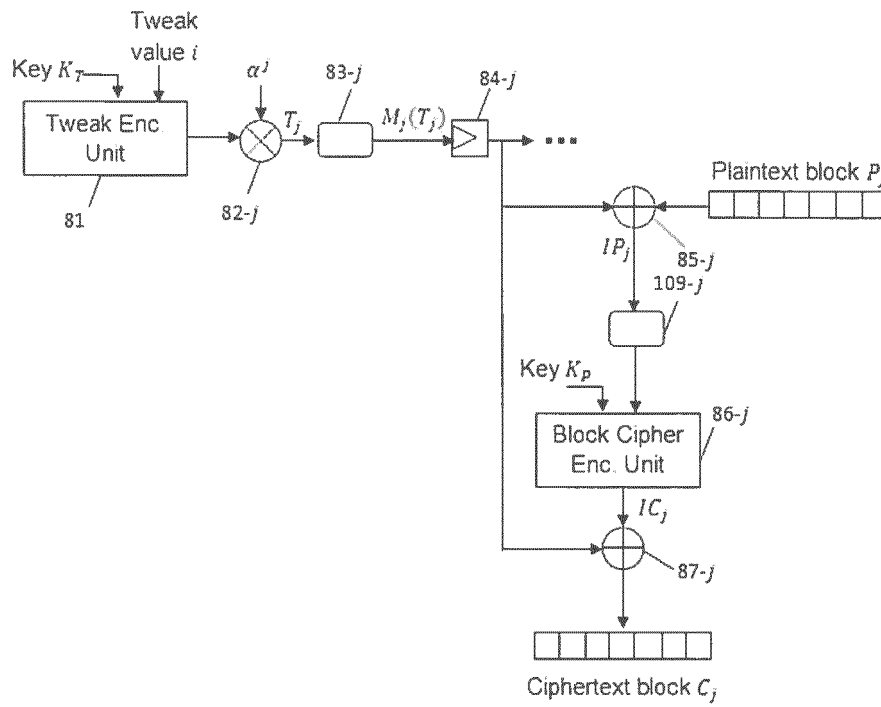 Tweak
value i
Key K_T
α^j
83-j
84-j
Tweak Enc.
Unit
T_j
M_j(T_j)
...
81
82-j
Plaintext block P_j
IP_j
85-j
109-j
Key K_P
Block Cipher
Enc. Unit
86-j
IC_j
87-j
Ciphertext block C_j